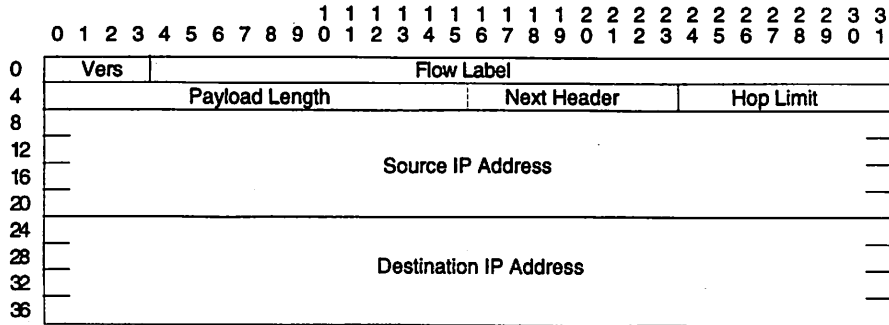 1 1 1 1 1 1 1 1 1 1 2 2 2 2 2 2 2 2 2 2 3 3
0 1 2 3 4 5 6 7 8 9 0 1 2 3 4 5 6 7 8 9 0 1 2 3 4 5 6 7 8 9 0 1
0 Vers Flow Label
4 Payload Length Next Header Hop Limit
8
12
Source IP Address
16
20
24
28
Destination IP Address
32
36